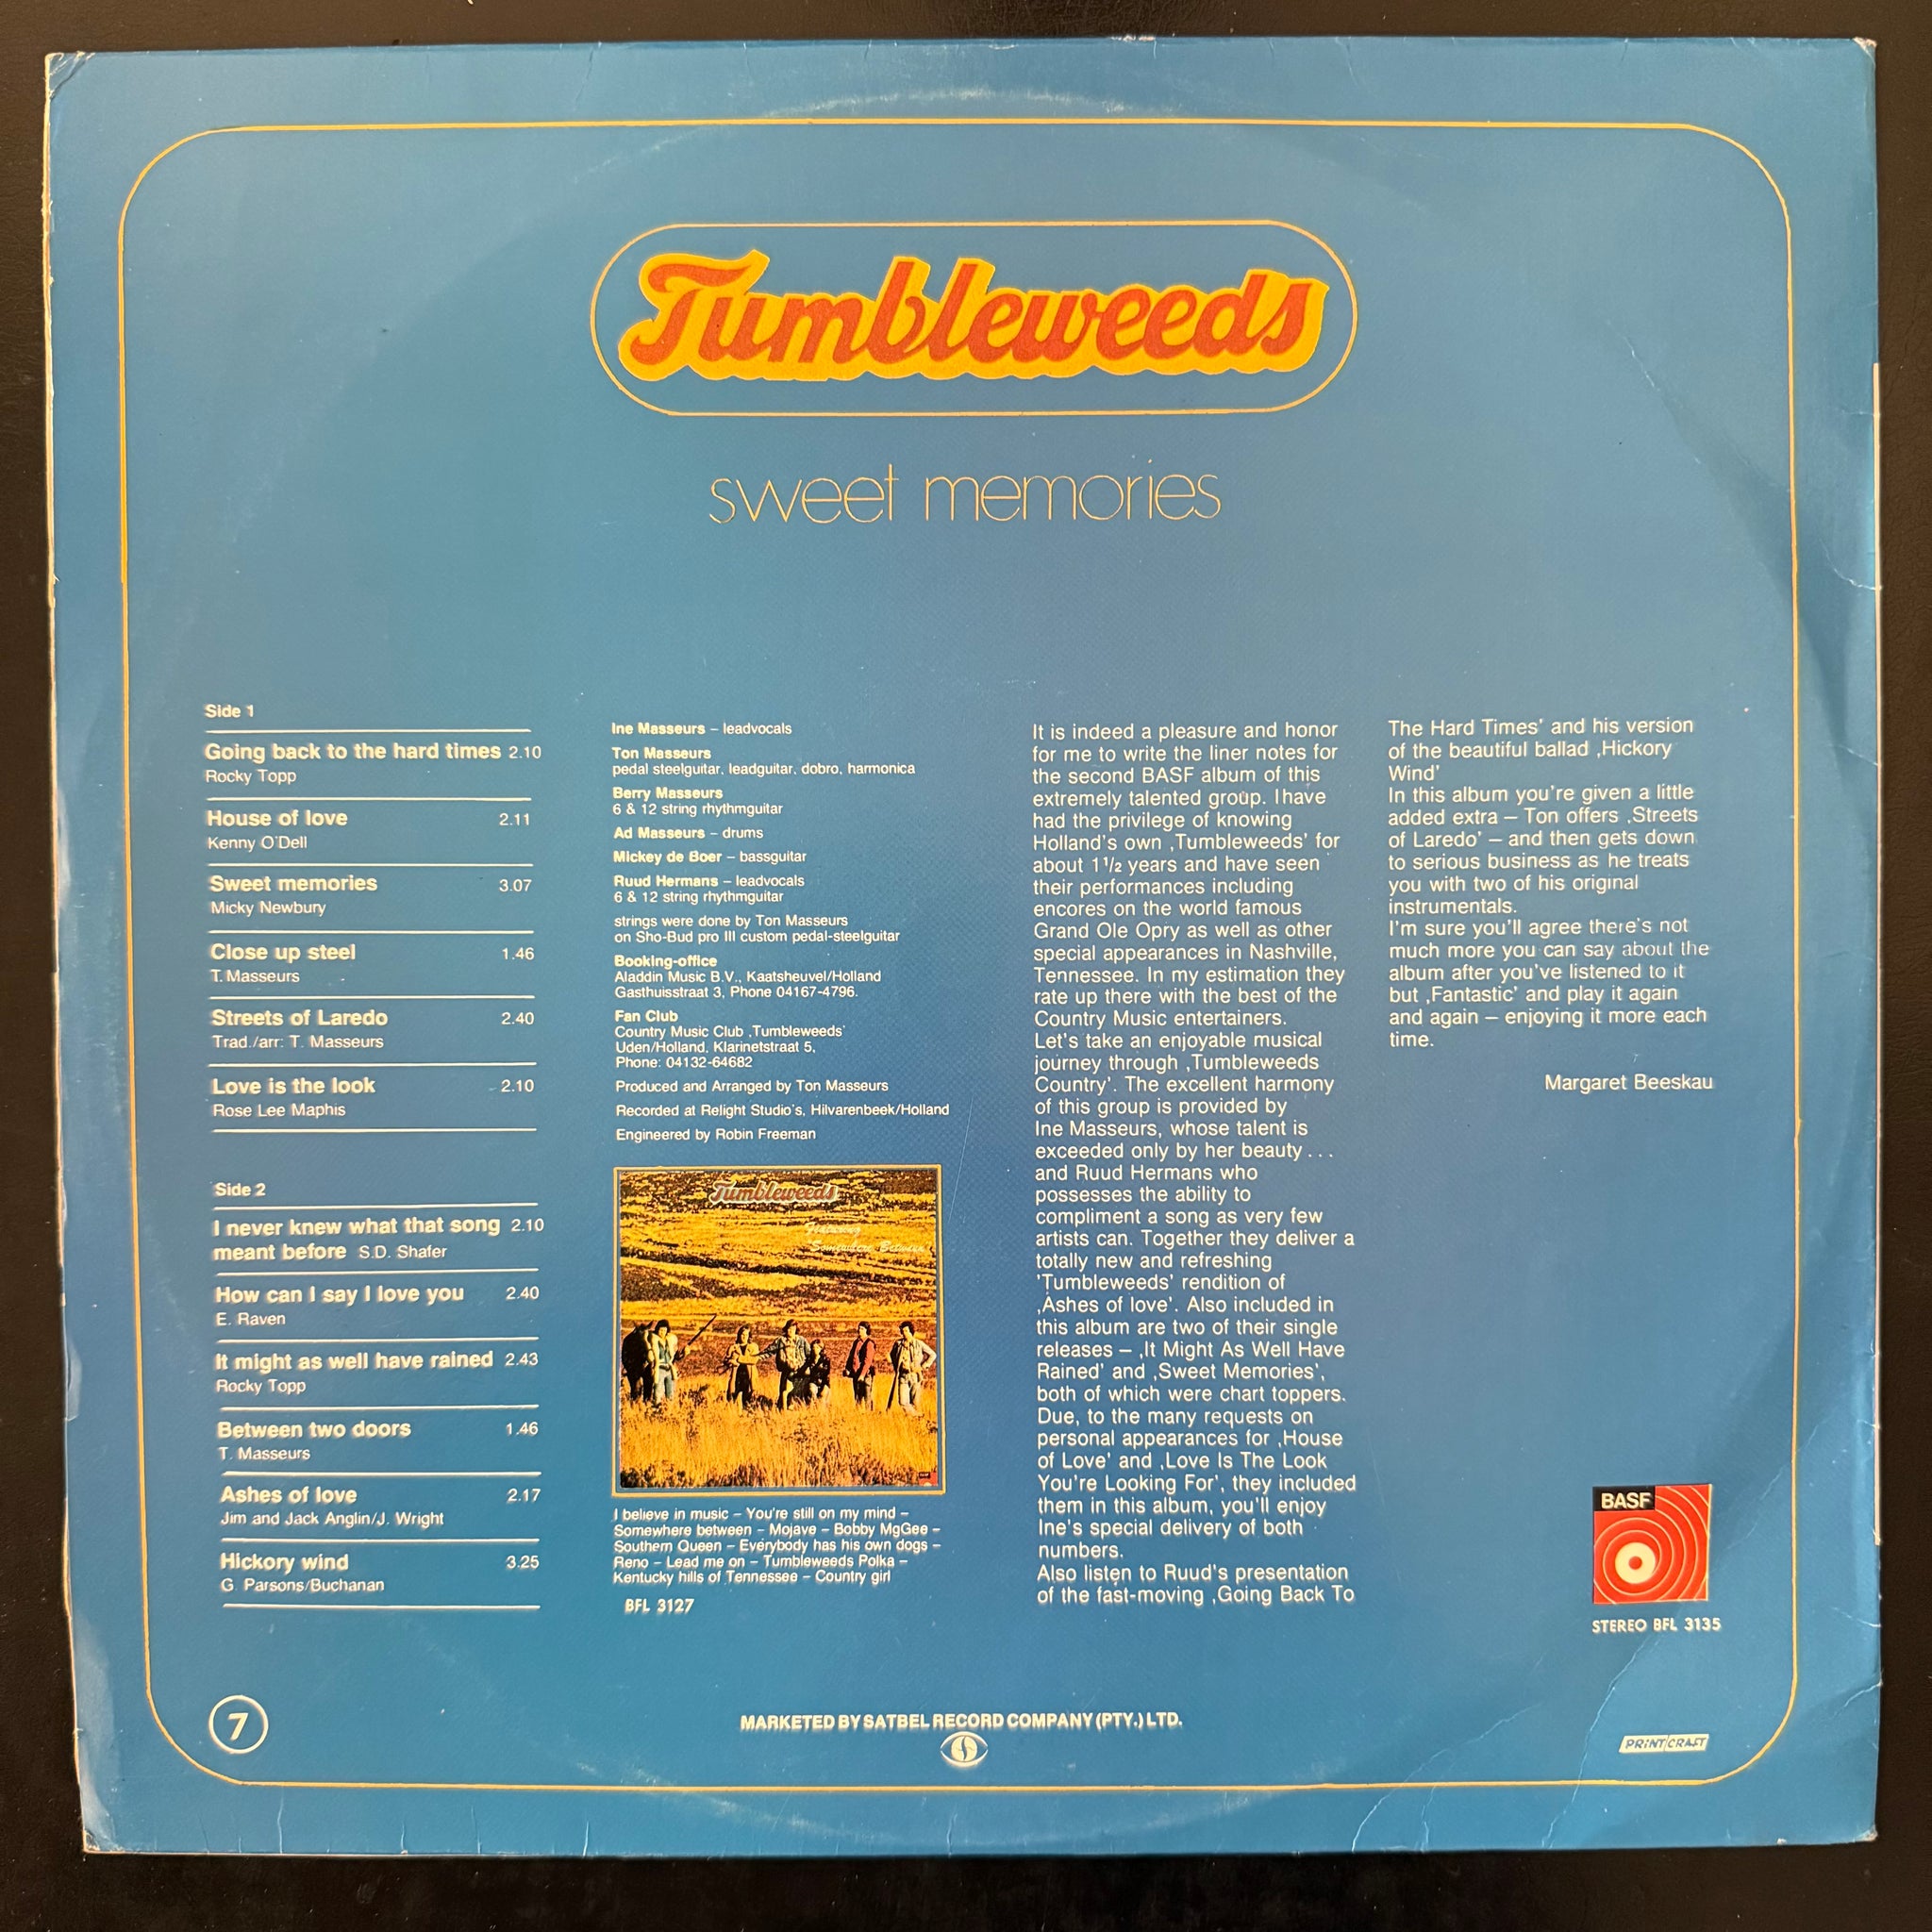 Tumbleweeds
sweet memories
Side 1
Going back to the hard times 2.10
Rocky Topp
House of love 2.11
Kenny O'Dell
Sweet memories 3.07
Micky Newbury
Close up steel 1.46
T. Masseurs
Streets of Laredo 2.40
Trad./arr: T. Masseurs
Love is the look 2.10
Rose Lee Maphis
Side 2
I never knew what that song 2.10
meant before S.D. Shafer
How can I say I love you 2.40
E. Raven
It might as well have rained 2.43
Rocky Topp
Between two doors 1.46
T. Masseurs
Ashes of love 2.17
Jim and Jack Anglin/J. Wright
Hickory wind 3.25
G. Parsons/Buchanan
Ine Masseurs – leadvocals
Ton Masseurs
pedal steelguitar, leadguitar, dobro, harmonica
Berry Masseurs
6 & 12 string rhythmguitar
Ad Masseurs – drums
Mickey de Boer – bassguitar
Ruud Hermans – leadvocals
6 & 12 string rhythmguitar
strings were done by Ton Masseurs
on Sho-Bud pro III custom pedal-steelguitar
Booking-office
Aladdin Music B.V., Kaatsheuvel/Holland
Gasthuisstraat 3, Phone 04167-4796.
Fan Club
Country Music Club ‚Tumbleweeds'
Uden/Holland, Klarinetstraat 5,
Phone: 04132-64682
Produced and Arranged by Ton Masseurs
Recorded at Relight Studio's, Hilvarenbeek/Holland
Engineered by Robin Freeman
Tumbleweeds
Featuring
Somewhere Between
I believe in music – You're still on my mind –
Somewhere between – Mojave – Bobby McGee –
Southern Queen – Everybody has his own dogs –
Reno – Lead me on – Tumbleweeds Polka –
Kentucky hills of Tennessee – Country girl
BFL 3127
It is indeed a pleasure and honor
for me to write the liner notes for
the second BASF album of this
extremely talented group. I have
had the privilege of knowing
Holland's own ‚Tumbleweeds' for
about 1½ years and have seen
their performances including
encores on the world famous
Grand Ole Opry as well as other
special appearances in Nashville,
Tennessee. In my estimation they
rate up there with the best of the
Country Music entertainers.
Let's take an enjoyable musical
journey through ‚Tumbleweeds
Country'. The excellent harmony
of this group is provided by
Ine Masseurs, whose talent is
exceeded only by her beauty . . .
and Ruud Hermans who
possesses the ability to
compliment a song as very few
artists can. Together they deliver a
totally new and refreshing
'Tumbleweeds' rendition of
‚Ashes of love'. Also included in
this album are two of their single
releases – ‚It Might As Well Have
Rained' and ‚Sweet Memories',
both of which were chart toppers.
Due, to the many requests on
personal appearances for ‚House
of Love' and ‚Love Is The Look
You're Looking For', they included
them in this album, you'll enjoy
Ine's special delivery of both
numbers.
Also listen to Ruud's presentation
of the fast-moving ‚Going Back To
The Hard Times' and his version
of the beautiful ballad ‚Hickory
Wind'
In this album you're given a little
added extra – Ton offers ‚Streets
of Laredo' – and then gets down
to serious business as he treats
you with two of his original
instrumentals.
I'm sure you'll agree there's not
much more you can say about the
album after you've listened to it
but ‚Fantastic' and play it again
and again – enjoying it more each
time.
Margaret Beeskau
BASF
STEREO BFL 3135
7
MARKETED BY SATBEL RECORD COMPANY (PTY.) LTD.
PRINTCRAFT